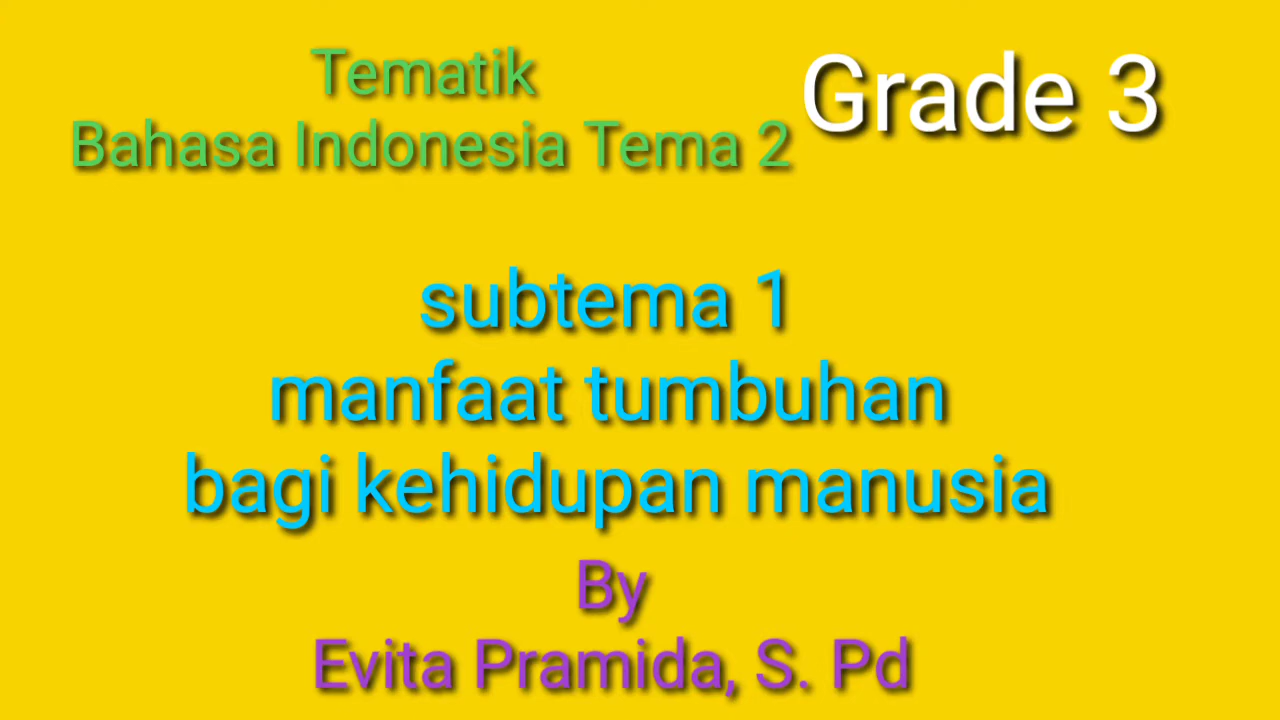 Tematik
Bahasa Indonesia Tema 2
Grade 3
subtema 1
manfaat tumbuhan
bagi kehidupan manusia
By
Evita Pramida, S. Pd